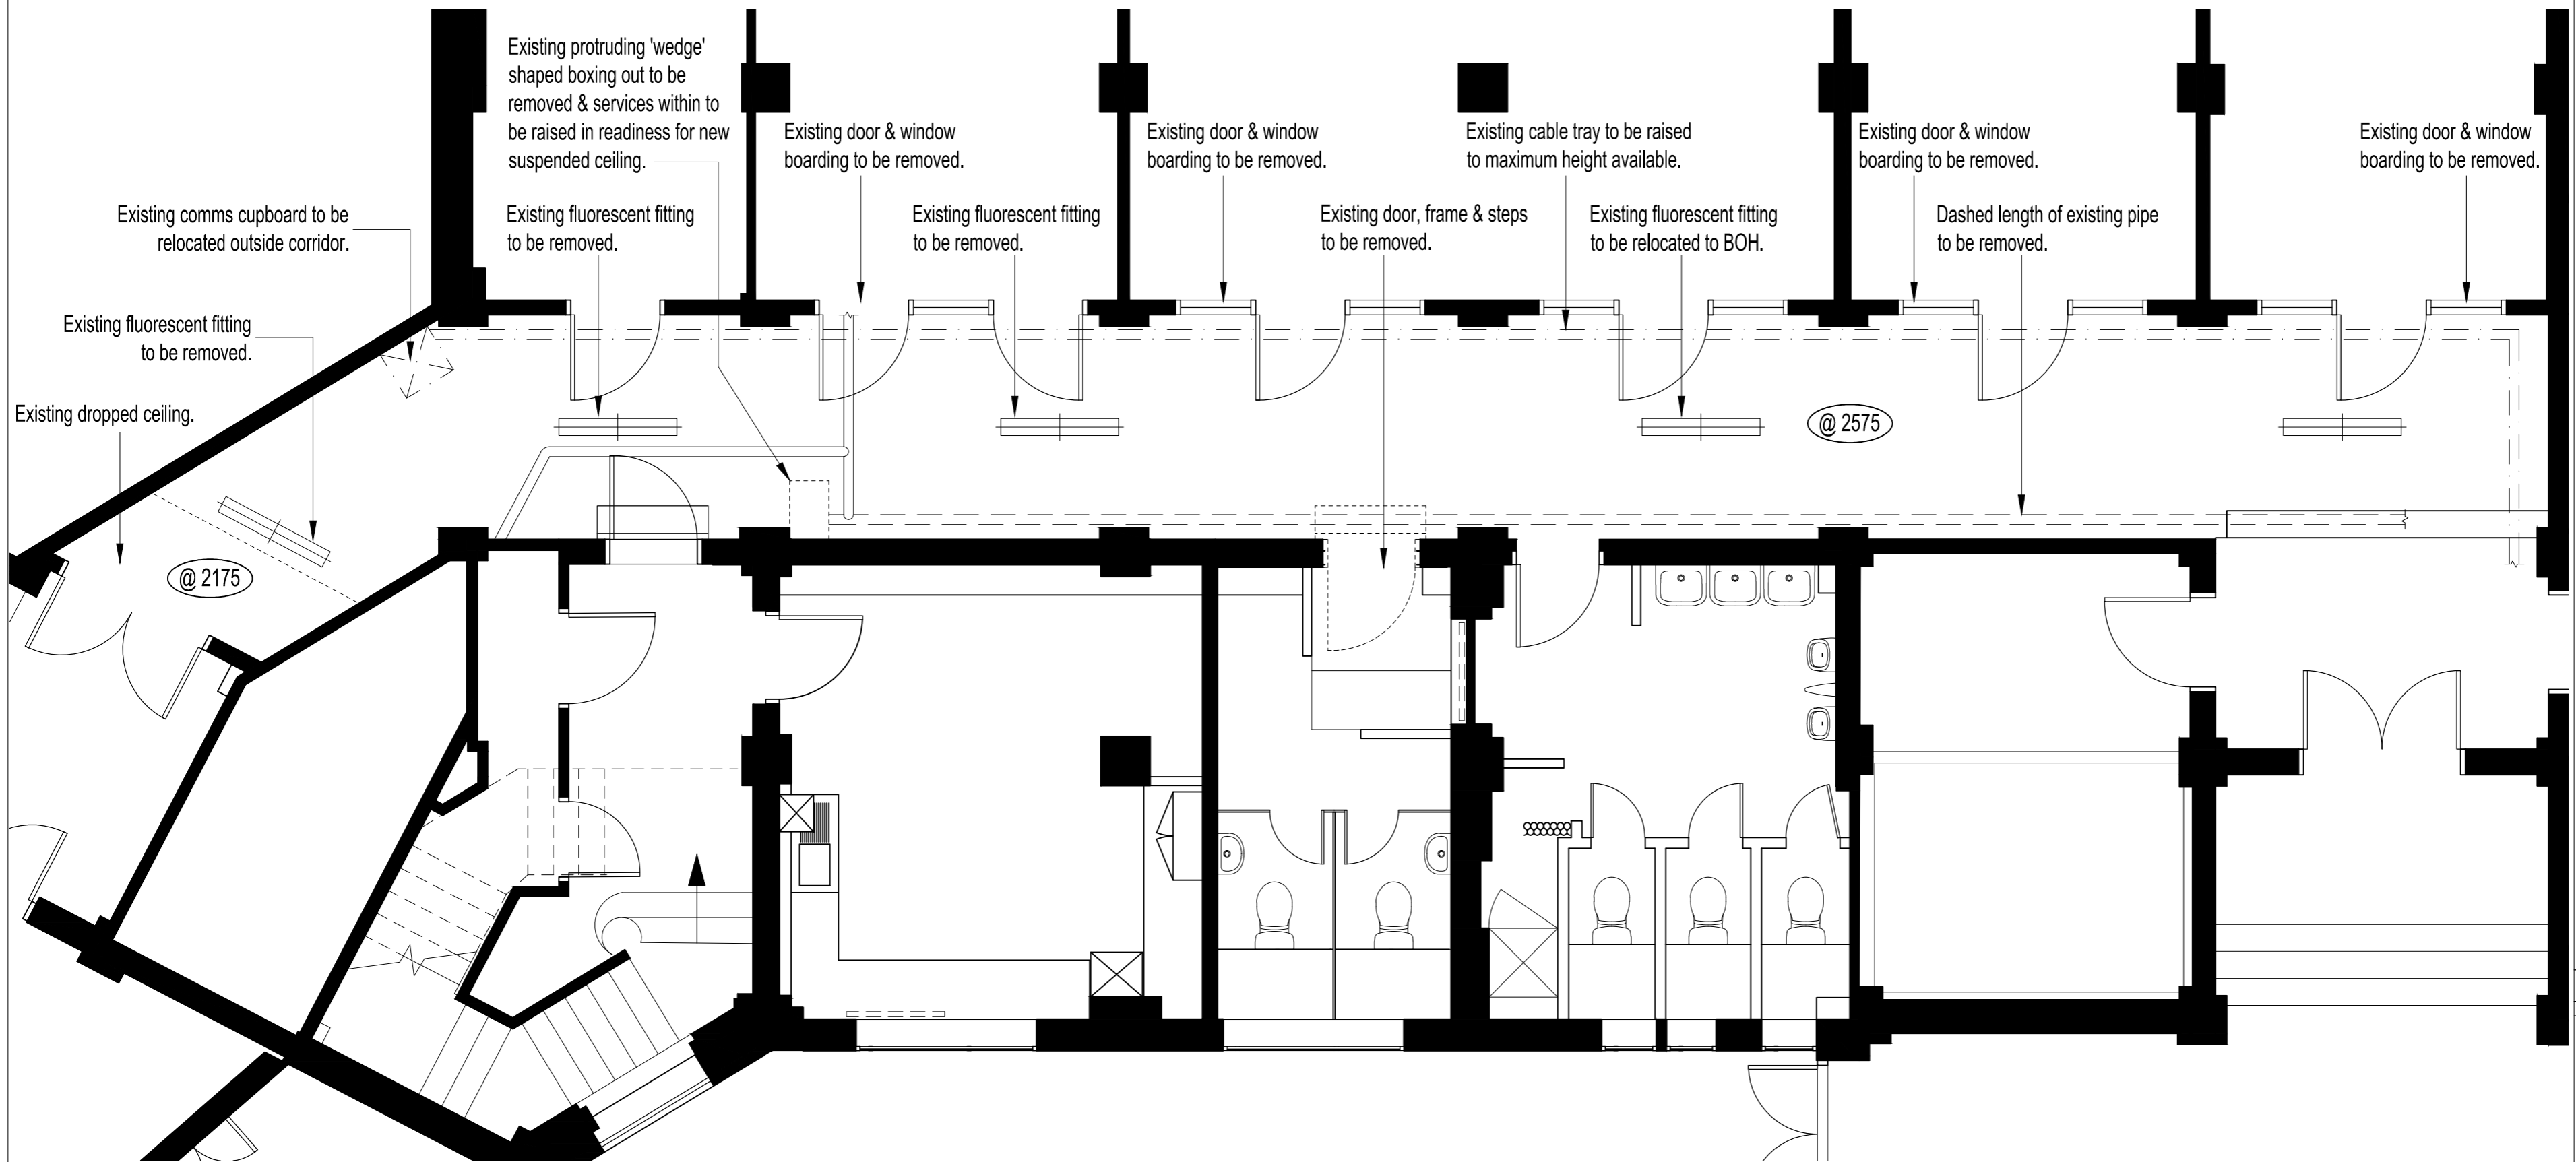 Existing protruding 'wedge'
shaped boxing out to be
removed & services within to
be raised in readiness for new
suspended ceiling.
Existing door & window
boarding to be removed.
Existing door & window
boarding to be removed.
Existing cable tray to be raised
to maximum height available.
Existing door & window
boarding to be removed.
Existing door & window
boarding to be removed.
Existing comms cupboard to be
relocated outside corridor.
Existing fluorescent fitting
to be removed.
Existing fluorescent fitting
to be removed.
Existing door, frame & steps
to be removed.
Existing fluorescent fitting
to be relocated to BOH.
Dashed length of existing pipe
to be removed.
Existing fluorescent fitting
to be removed.
Existing dropped ceiling.
@ 2575
@ 2175